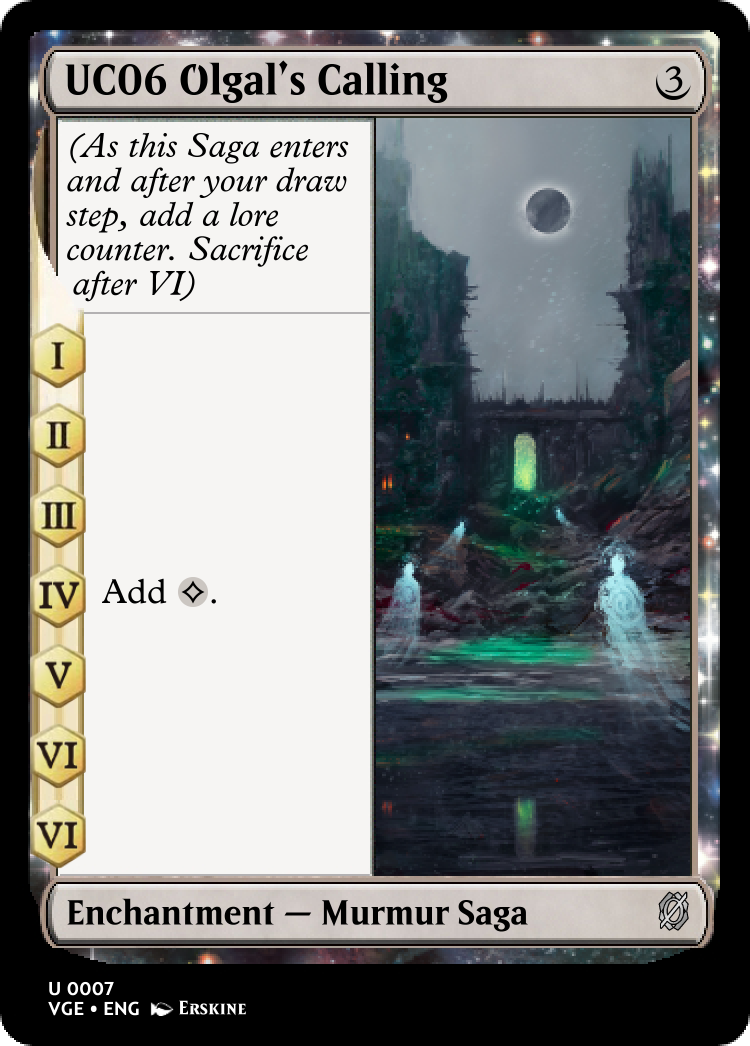 UC06 Olgal's Calling 3
(As this Saga enters
and after your draw
step, add a lore
counter. Sacrifice
after VI)
I
II
III
IV Add .
V
VI
VI
Enchantment — Murmur Saga
U 0007
VGE • ENG Erskine